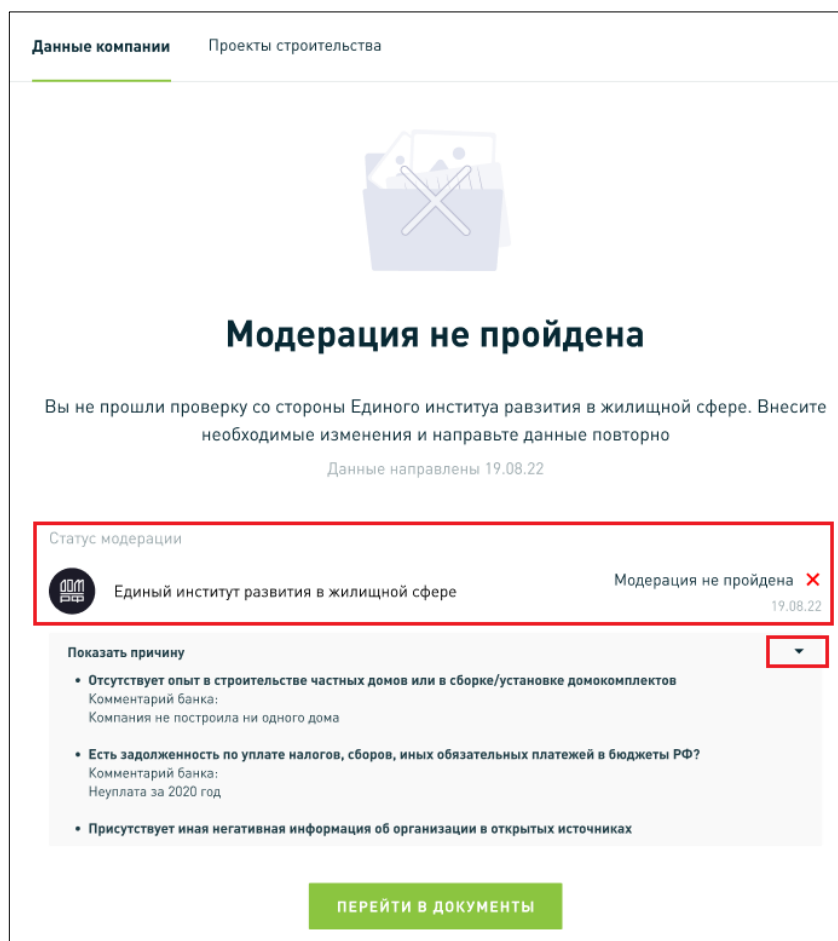 Данные компании Проекты строительства
Модерация не пройдена
Вы не прошли проверку со стороны Единого институа равзития в жилищной сфере. Внесите
необходимые изменения и направьте данные повторно
Данные направлены 19.08.22
Статус модерации
ДОМ
РФ
Единый институт развития в жилищной сфере
Модерация не пройдена
19.08.22
Показать причину
• Отсутствует опыт в строительстве частных домов или в сборке/установке домокомплектов
Комментарий банка:
Компания не построила ни одного дома
• Есть задолженность по уплате налогов, сборов, иных обязательных платежей в бюджеты РФ?
Комментарий банка:
Неуплата за 2020 год
• Присутствует иная негативная информация об организации в открытых источниках
ПЕРЕЙТИ В ДОКУМЕНТЫ